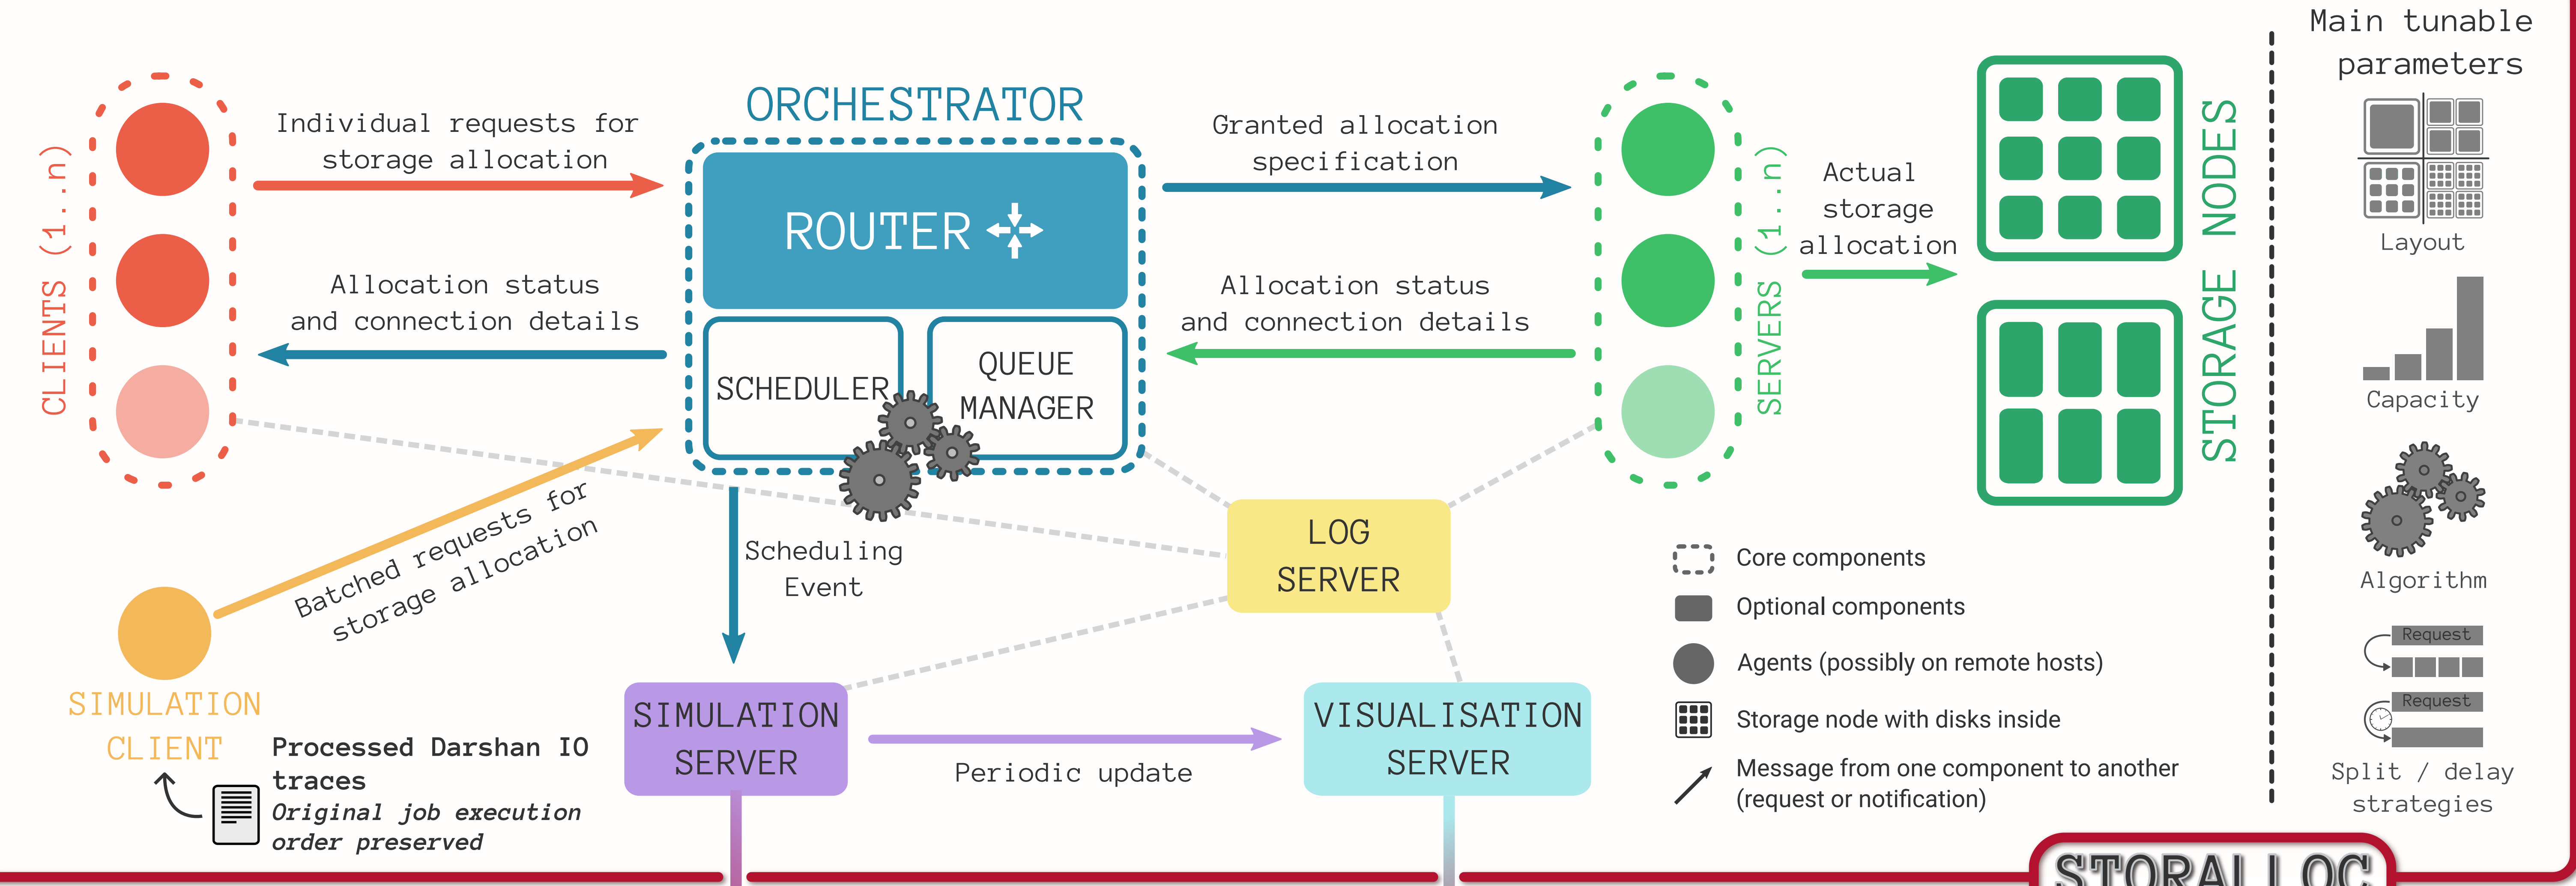 CLIENTS (1..n)
Individual requests for
storage allocation
Allocation status
and connection details
ORCHESTRATOR
ROUTER
SCHEDULER
QUEUE
MANAGER
Granted allocation
specification
Allocation status
and connection details
SERVERS (1..n)
Actual
storage
allocation
STORAGE NODES
Batched requests for
storage allocation
SIMULATION
CLIENT
Processed Darshan IO
traces
Original job execution
order preserved
Scheduling
Event
LOG
SERVER
SIMULATION
SERVER
Periodic update
VISUALISATION
SERVER
Core components
Optional components
Agents (possibly on remote hosts)
Storage node with disks inside
Message from one component to another
(request or notification)
Main tunable
parameters
Layout
Capacity
Algorithm
Request
Request
Split / delay
strategies
STORALLOC